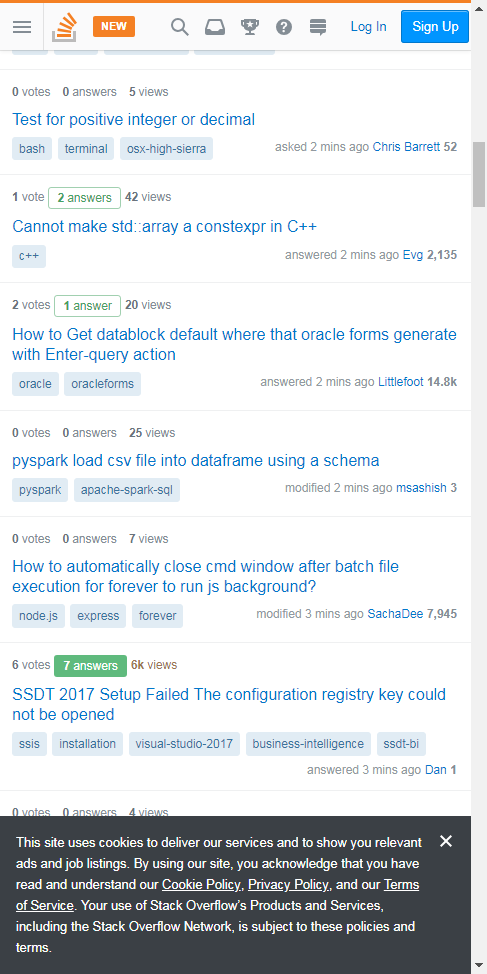 NEW
Log In
Sign Up
0 votes 0 answers 5 views
Test for positive integer or decimal
bash terminal osx-high-sierra
asked 2 mins ago Chris Barrett 52
1 vote 2 answers 42 views
Cannot make std::array a constexpr in C++
c++
answered 2 mins ago Evg 2,135
2 votes 1 answer 20 views
How to Get datablock default where that oracle forms generate
with Enter-query action
oracle oracleforms
answered 2 mins ago Littlefoot 14.8k
0 votes 0 answers 25 views
pyspark load csv file into dataframe using a schema
pyspark apache-spark-sql
modified 2 mins ago msashish 3
0 votes 0 answers 7 views
How to automatically close cmd window after batch file
execution for forever to run js background?
node.js express forever
modified 3 mins ago SachaDee 7,945
6 votes 7 answers 6k views
SSDT 2017 Setup Failed The configuration registry key could
not be opened
ssis installation visual-studio-2017 business-intelligence ssdt-bi
answered 3 mins ago Dan 1
0 votes 0 answers 4 views
This site uses cookies to deliver our services and to show you relevant
ads and job listings. By using our site, you acknowledge that you have
read and understand our Cookie Policy, Privacy Policy, and our Terms
of Service. Your use of Stack Overflow's Products and Services,
including the Stack Overflow Network, is subject to these policies and
terms.